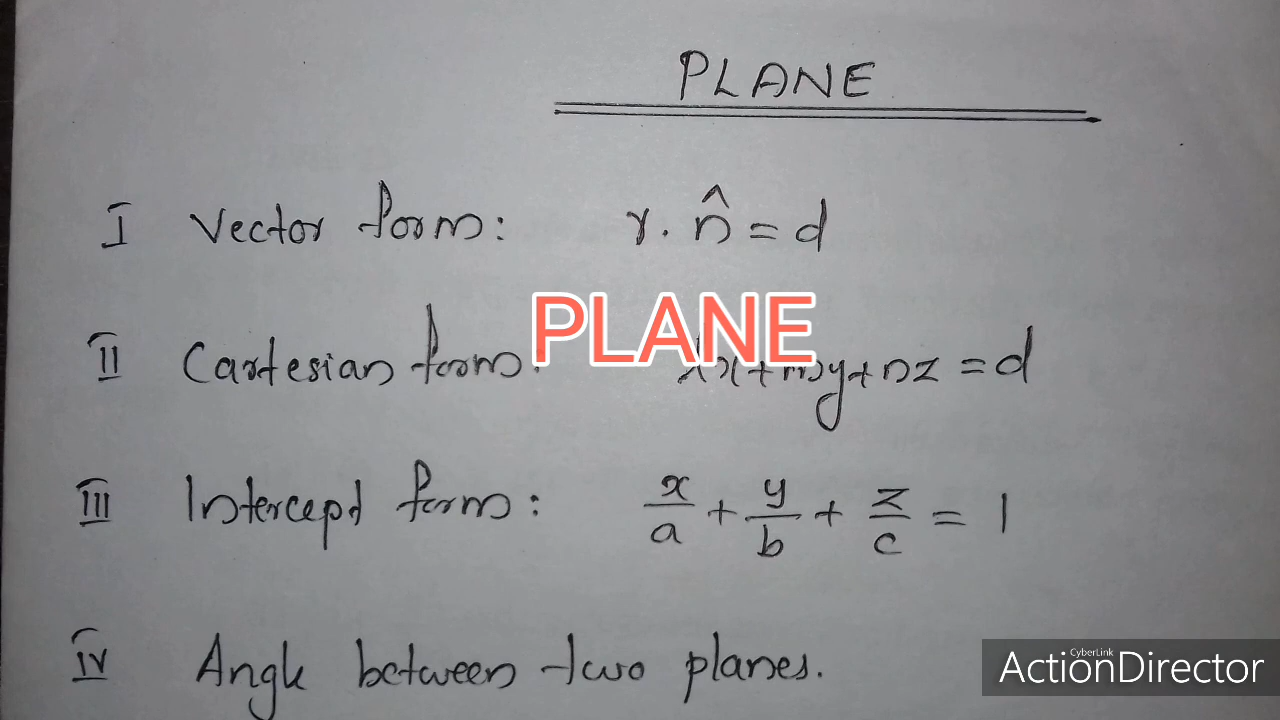 PLANE
I Vector form: r. n̂ = d
PLANE
II Cartesian form: lx+my+nz = d
III Intercept form: x/a + y/b + z/c = 1
IV Angle between two planes.
CyberLink
ActionDirector